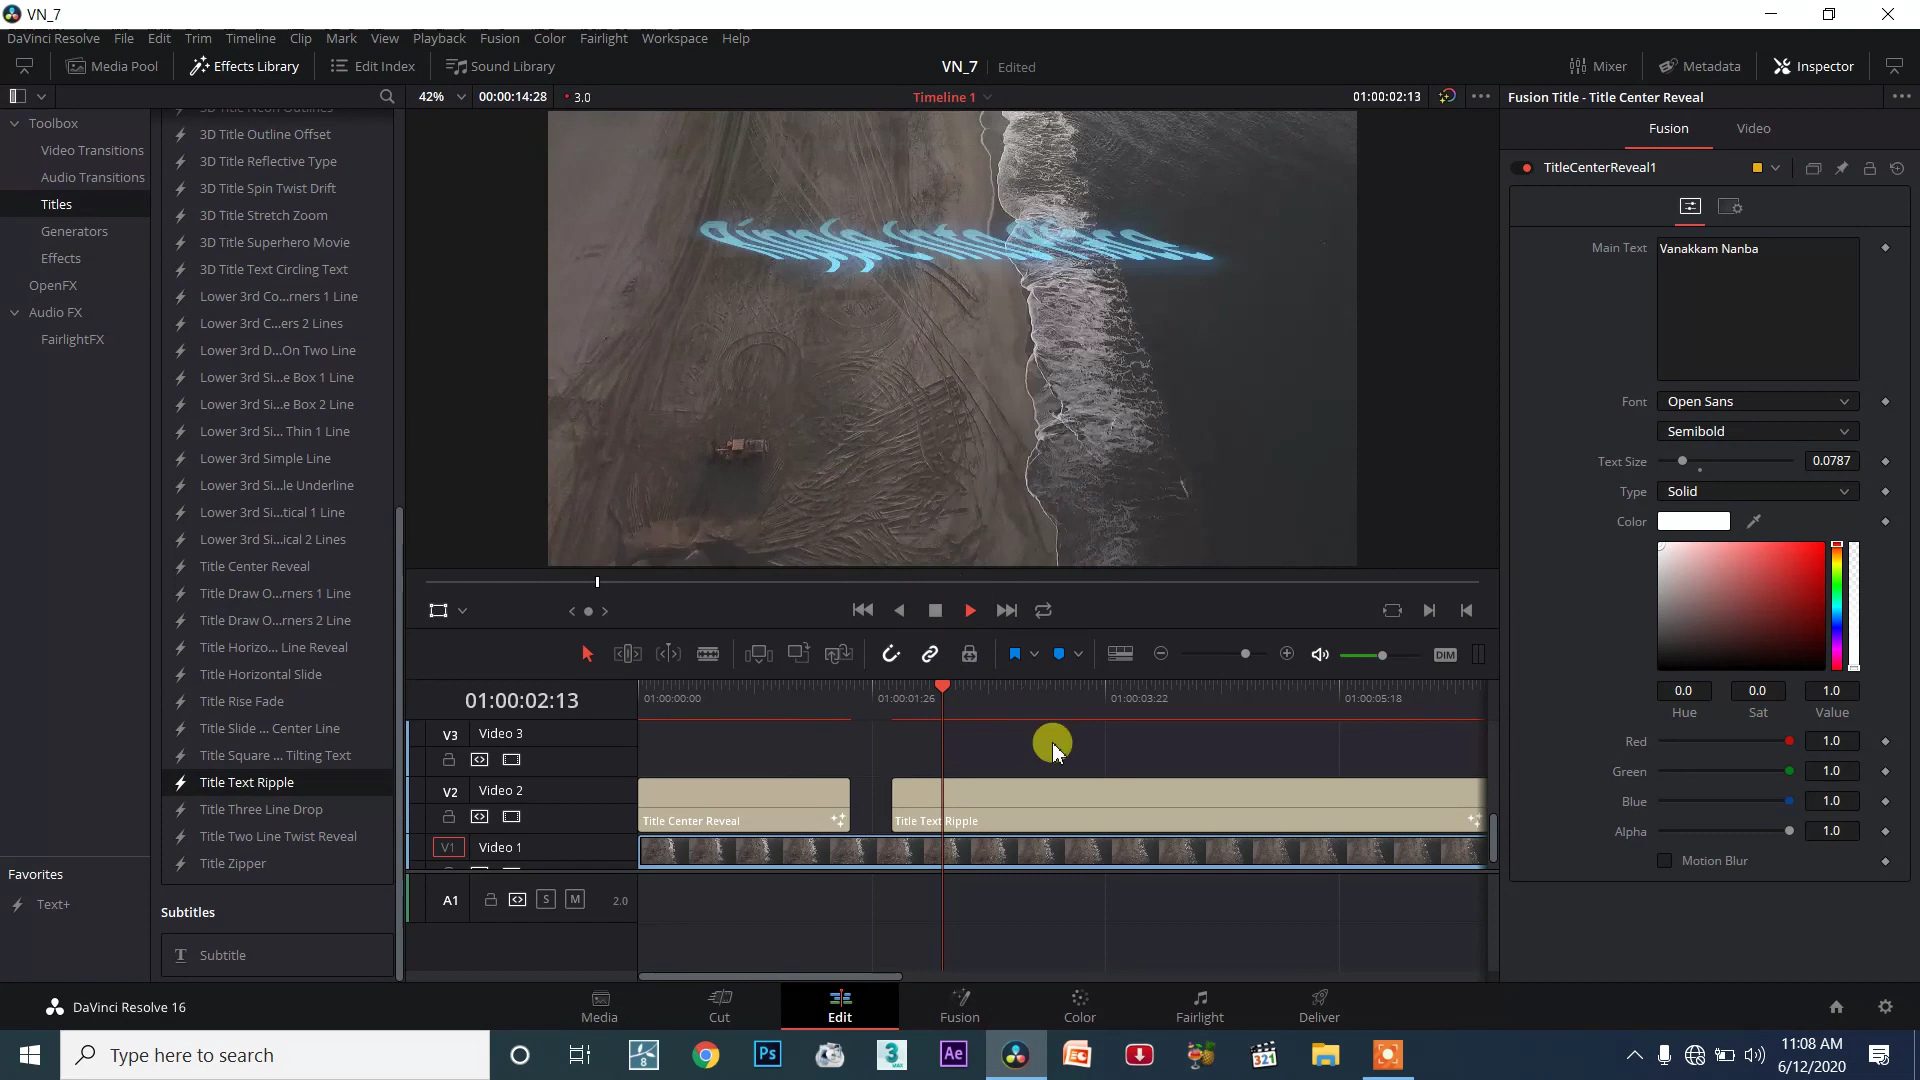 VN_7
DaVinci Resolve File Edit Trim Timeline Clip Mark View Playback Fusion Color Fairlight Workspace Help
Media Pool Effects Library Edit Index Sound Library VN_7 Edited Mixer Metadata Inspector
42% 00:00:14:28 3.0 Timeline 1 01:00:02:13 Fusion Title - Title Center Reveal
Toolbox
Video Transitions
Audio Transitions
Titles
Generators
Effects
OpenFX
Audio FX
FairlightFX
Favorites
Text+
3D Title Neon Outlines
3D Title Outline Offset
3D Title Reflective Type
3D Title Spin Twist Drift
3D Title Stretch Zoom
3D Title Superhero Movie
3D Title Text Circling Text
Lower 3rd Co...rners 1 Line
Lower 3rd C...ers 2 Lines
Lower 3rd D...On Two Line
Lower 3rd Si...e Box 1 Line
Lower 3rd Si...e Box 2 Line
Lower 3rd Si... Thin 1 Line
Lower 3rd Simple Line
Lower 3rd Si...le Underline
Lower 3rd Si...tical 1 Line
Lower 3rd Si...ical 2 Lines
Title Center Reveal
Title Draw O...rners 1 Line
Title Draw O...rners 2 Line
Title Horizo... Line Reveal
Title Horizontal Slide
Title Rise Fade
Title Slide ... Center Line
Title Square ... Tilting Text
Title Text Ripple
Title Three Line Drop
Title Two Line Twist Reveal
Title Zipper
Subtitles
T Subtitle
DIM
01:00:02:13 01:00:00:00 01:00:01:26 01:00:03:22 01:00:05:18
V3 Video 3
V2 Video 2
Title Center Reveal Title Text Ripple
V1 Video 1
A1 S M 2.0
Fusion Video
TitleCenterReveal1
Main Text Vanakkam Nanba
Font Open Sans
Semibold
Text Size 0.0787
Type Solid
Color
0.0 0.0 1.0
Hue Sat Value
Red 1.0
Green 1.0
Blue 1.0
Alpha 1.0
Motion Blur
DaVinci Resolve 16 Media Cut Edit Fusion Color Fairlight Deliver
Type here to search 8 Ps 3 MAX Ae 321 11:08 AM
6/12/2020